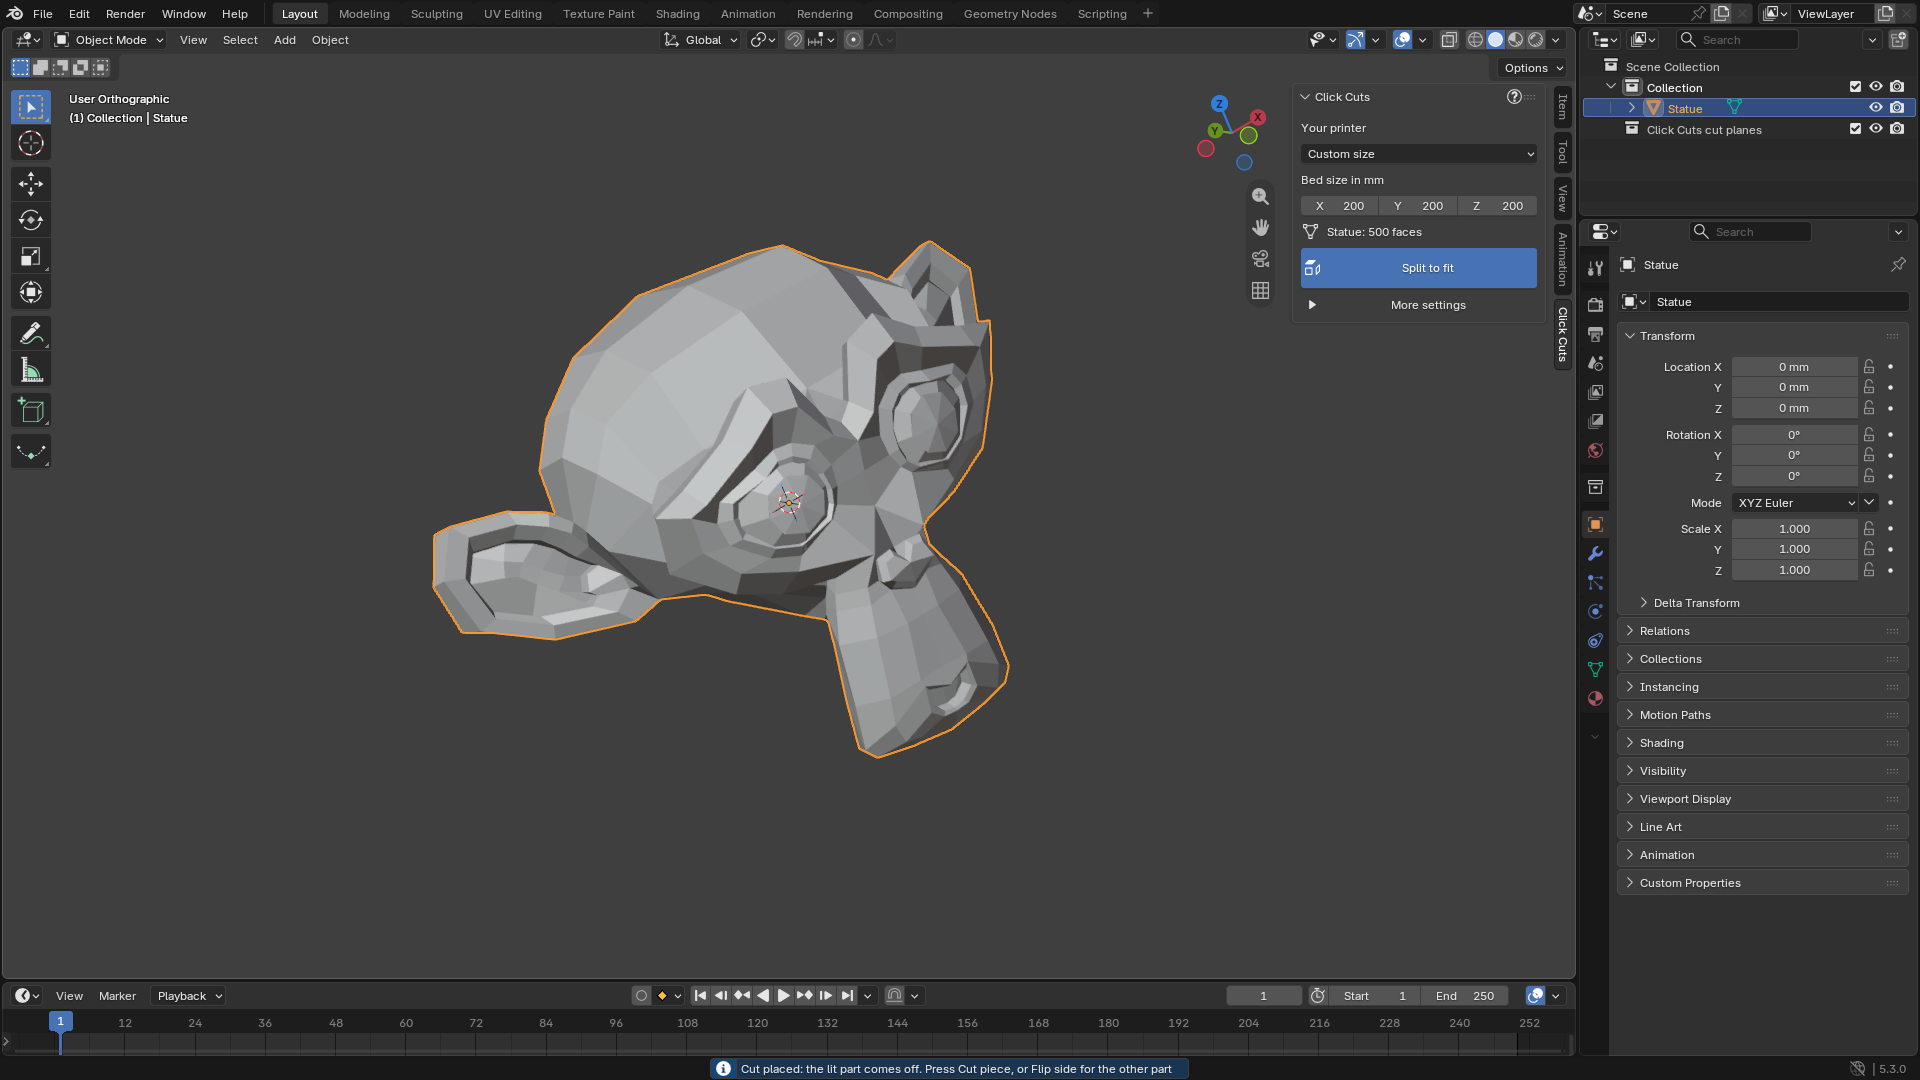 File Edit Render Window Help Layout Modeling Sculpting UV Editing Texture Paint Shading Animation Rendering Compositing Geometry Nodes Scripting + Scene ViewLayer
Object Mode View Select Add Object Global
Options
User Orthographic
(1) Collection | Statue
Z
X
Y
Click Cuts
Your printer
Custom size
Bed size in mm
X 200 Y 200 Z 200
Statue: 500 faces
Split to fit
More settings
Item
Tool
View
Animation
Click Cuts
Search
Scene Collection
Collection
Statue
Click Cuts cut planes
Search
Statue
Statue
Transform
Location X 0 mm
Y 0 mm
Z 0 mm
Rotation X 0°
Y 0°
Z 0°
Mode XYZ Euler
Scale X 1.000
Y 1.000
Z 1.000
Delta Transform
Relations
Collections
Instancing
Motion Paths
Shading
Visibility
Viewport Display
Line Art
Animation
Custom Properties
View Marker Playback 1 Start 1 End 250
1 12 24 36 48 60 72 84 96 108 120 132 144 156 168 180 192 204 216 228 240 252
Cut placed: the lit part comes off. Press Cut piece, or Flip side for the other part
5.3.0